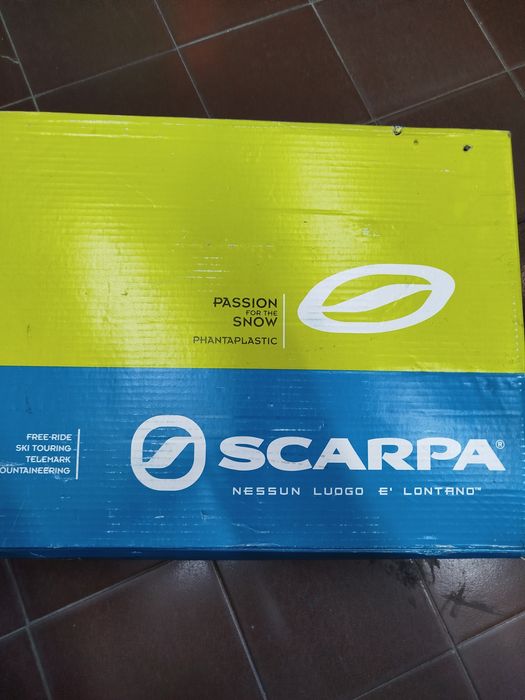 PASSION
FOR THE
SNOW
PHANTAPLASTIC
FREE-RIDE
SKI TOURING
TELEMARK
OUNTAINEERING
SCARPA®
NESSUN LUOGO E' LONTANO™